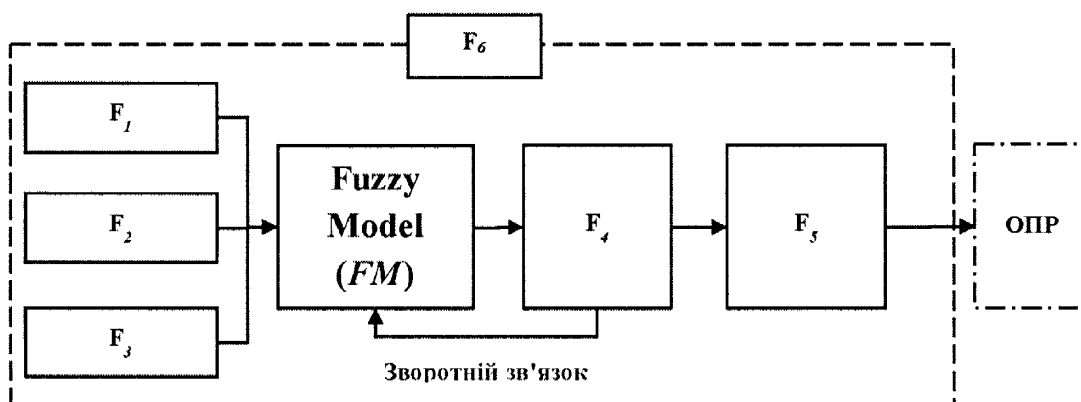 F6
F1
F2
F3
Fuzzy
Model
(FM)
F4
F5
ОПР
Зворотній зв'язок